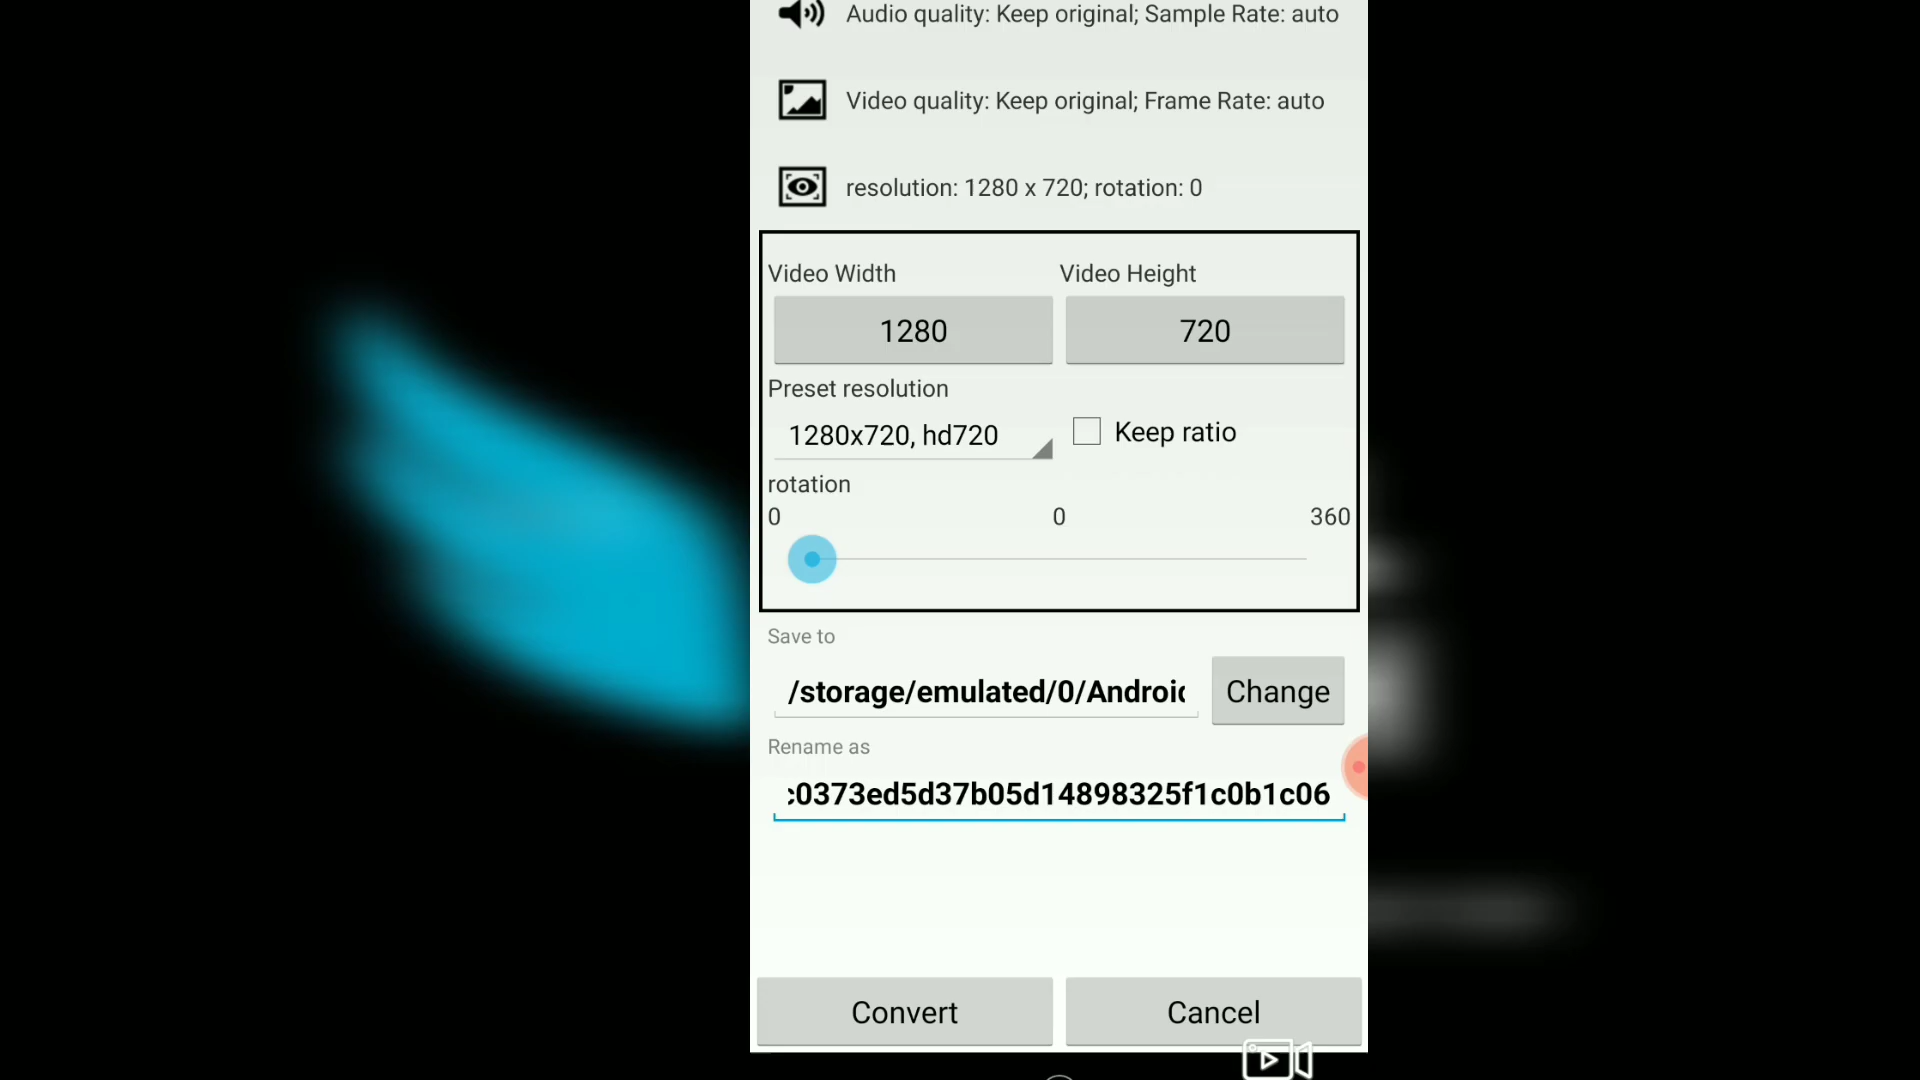 Audio quality: Keep original; Sample Rate: auto
Video quality: Keep original; Frame Rate: auto
resolution: 1280 x 720; rotation: 0
Video Width Video Height
1280 720
Preset resolution
1280x720, hd720 Keep ratio
rotation
0 0 360
Save to
/storage/emulated/0/Android Change
Rename as
c0373ed5d37b05d14898325f1c0b1c06
Convert Cancel